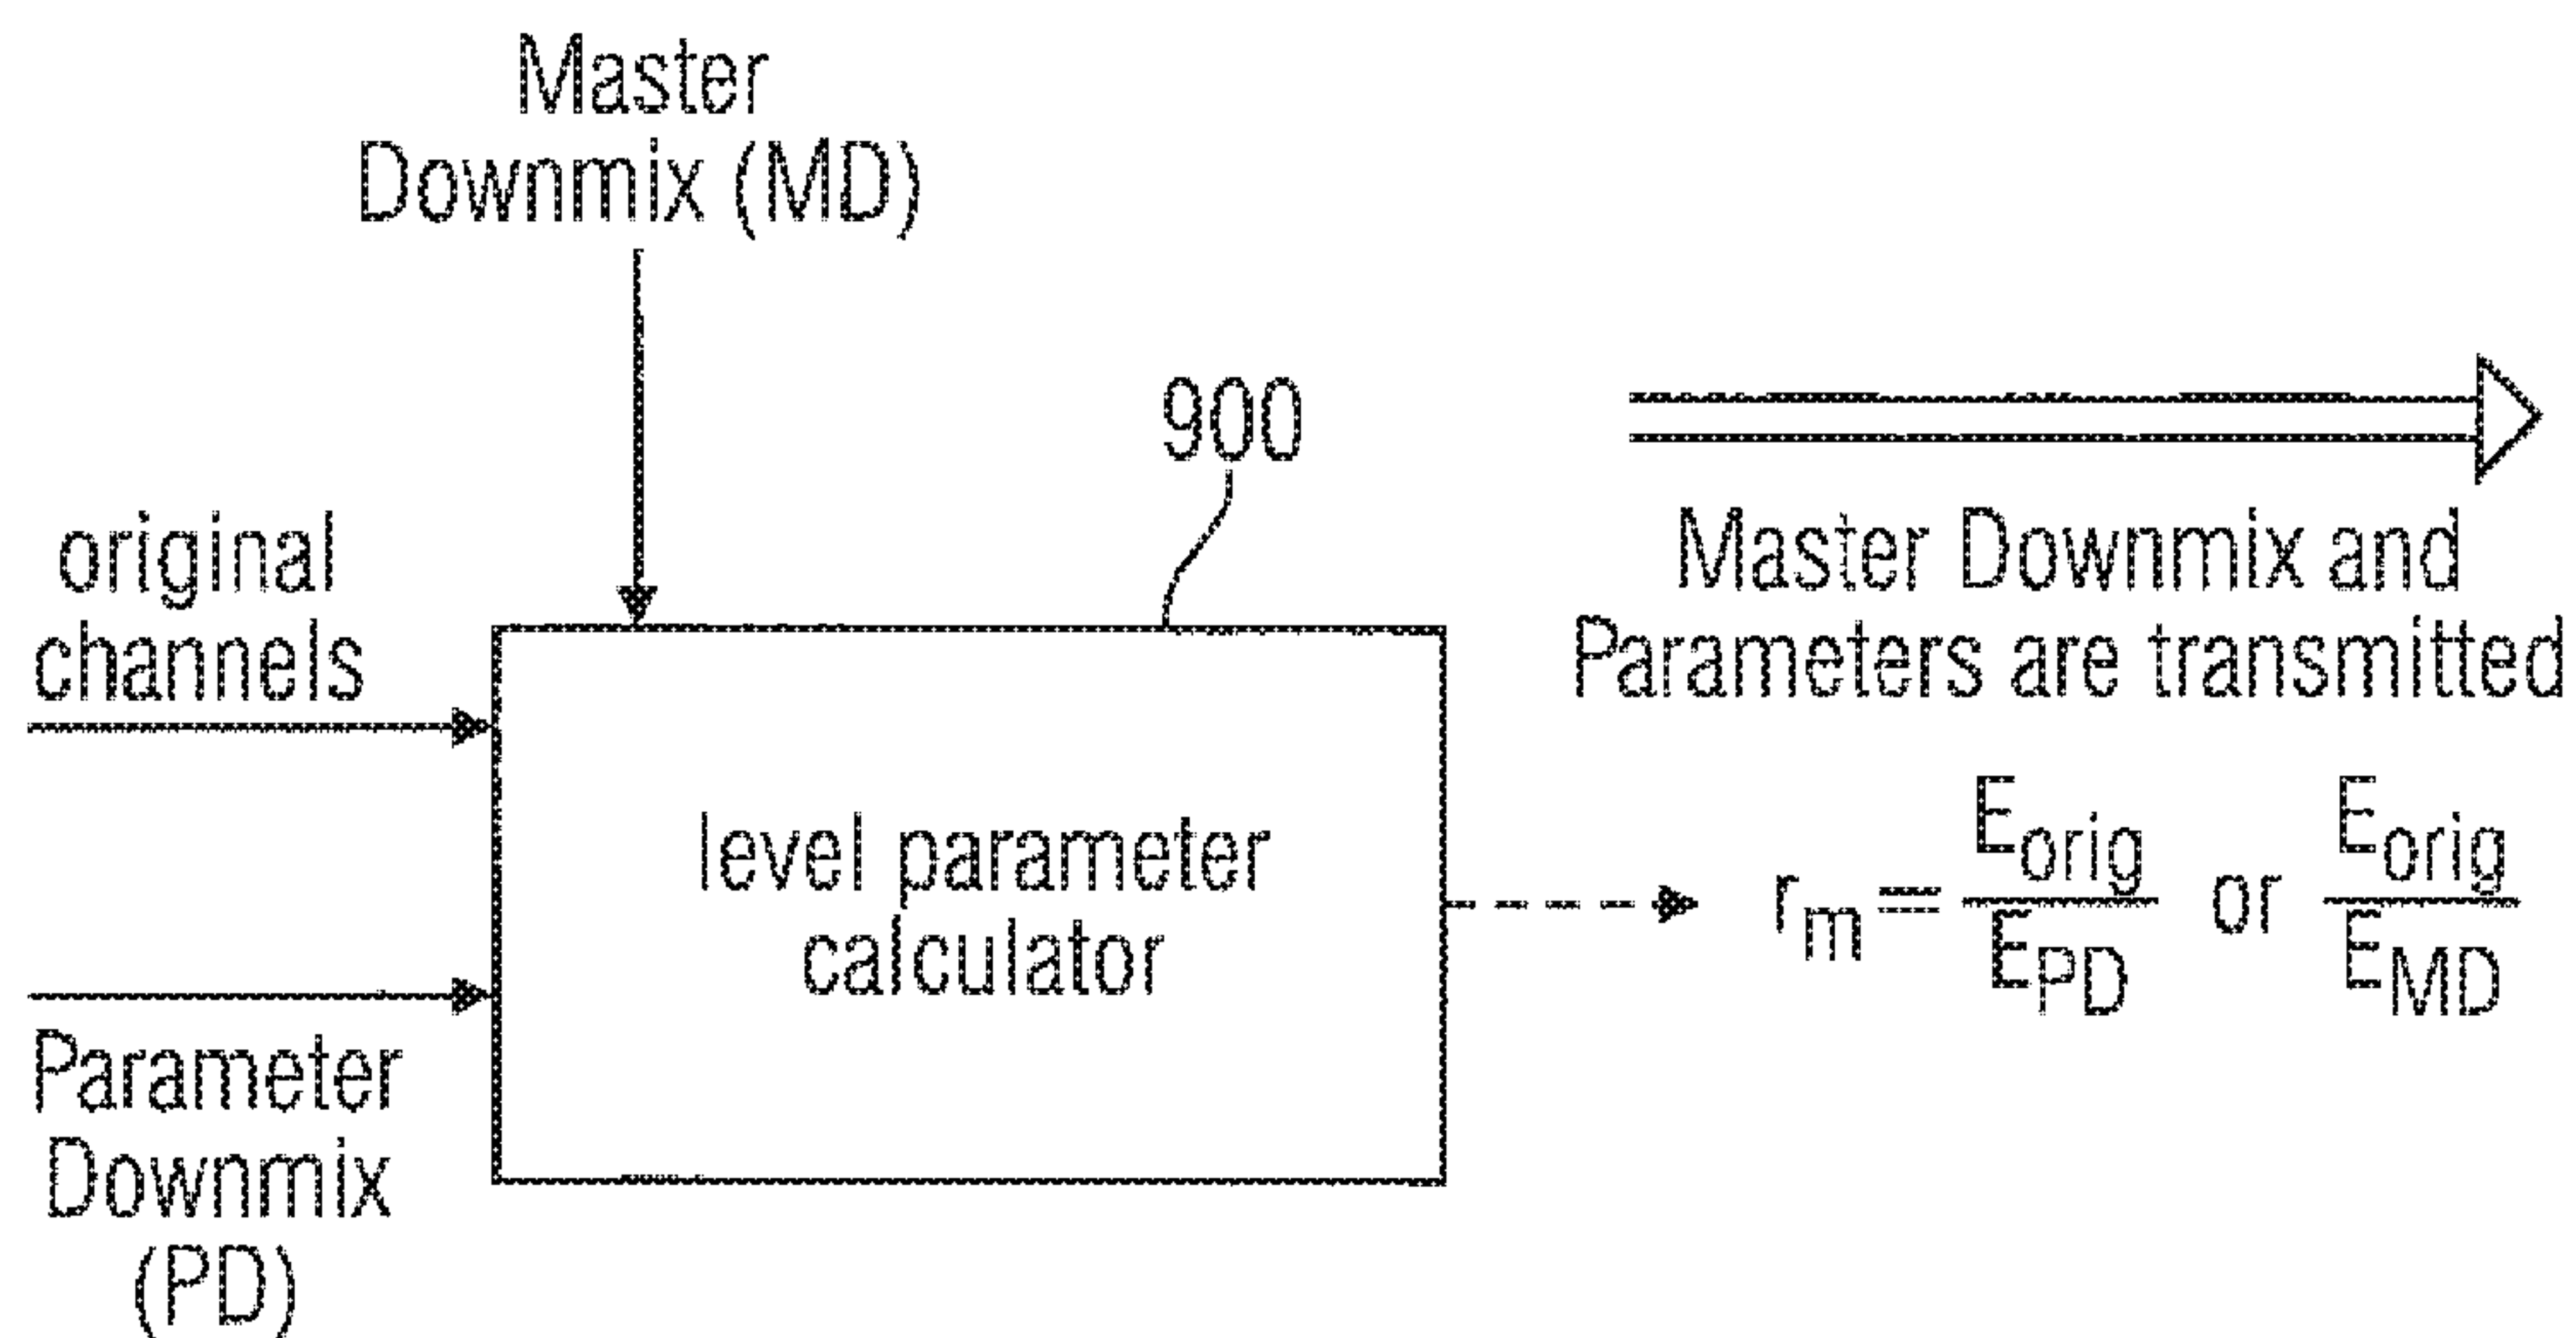 Master
Downmix (MD)
900
original
channels
Master Downmix and
Parameters are transmitted
level parameter
calculator
r_m = E_orig / E_PD or E_orig / E_MD
Parameter
Downmix
(PD)